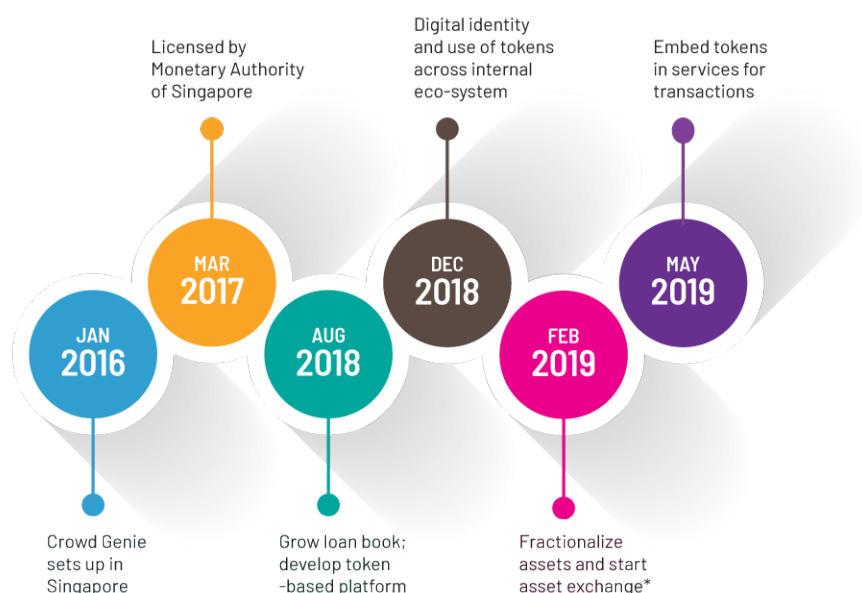 Licensed by
Monetary Authority
of Singapore
Digital identity
and use of tokens
across internal
eco-system
Embed tokens
in services for
transactions
JAN
2016
MAR
2017
AUG
2018
DEC
2018
FEB
2019
MAY
2019
Crowd Genie
sets up in
Singapore
Grow loan book;
develop token
-based platform
Fractionalize
assets and start
asset exchange*